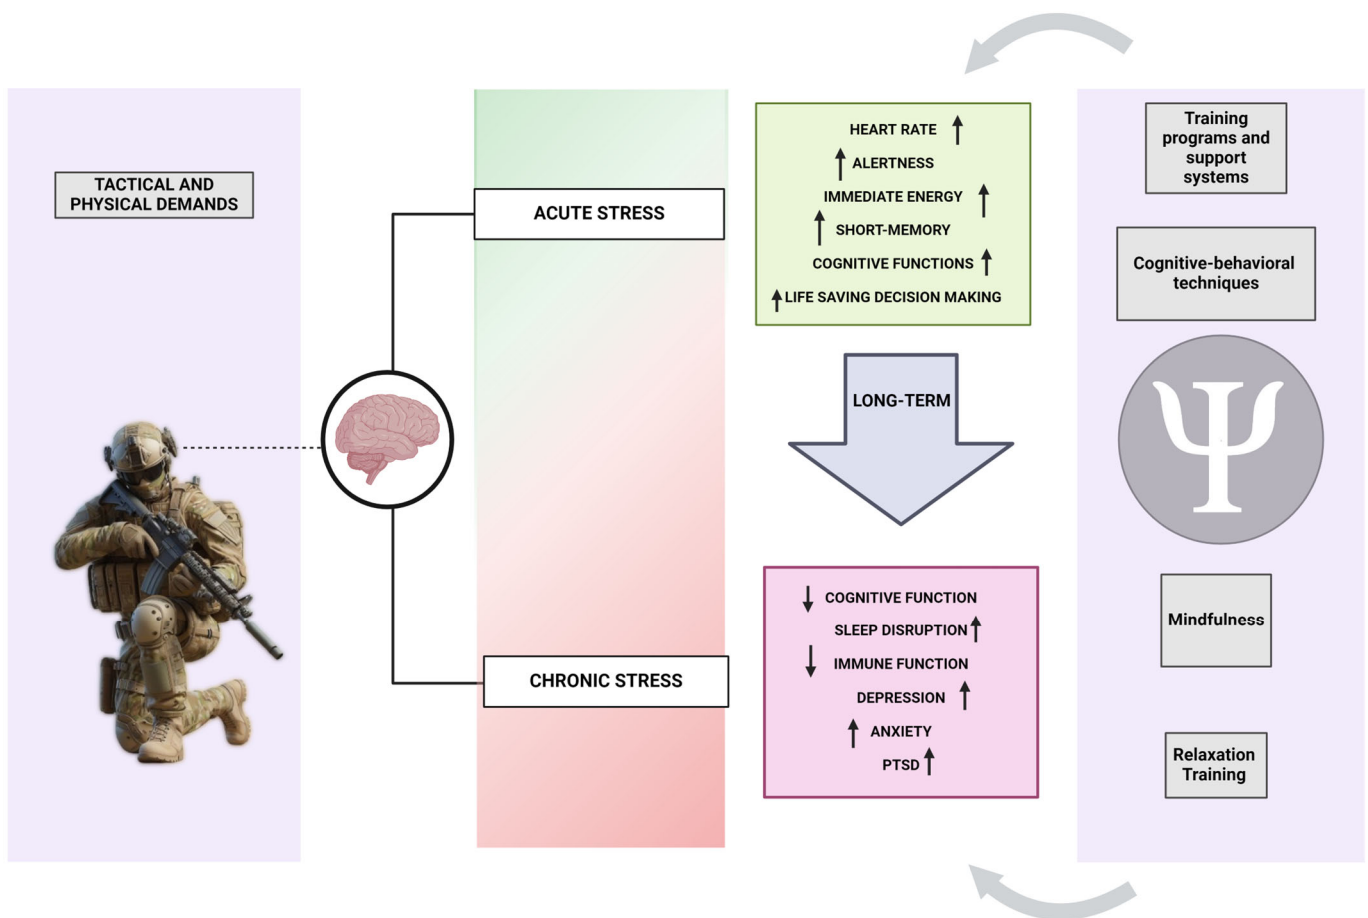 TACTICAL AND
PHYSICAL DEMANDS
ACUTE STRESS
CHRONIC STRESS
HEART RATE
ALERTNESS
IMMEDIATE ENERGY
SHORT-MEMORY
COGNITIVE FUNCTIONS
LIFE SAVING DECISION MAKING
LONG-TERM
COGNITIVE FUNCTION
SLEEP DISRUPTION
IMMUNE FUNCTION
DEPRESSION
ANXIETY
PTSD
Training
programs and
support
systems
Cognitive-behavioral
techniques
Ψ
Mindfulness
Relaxation
Training